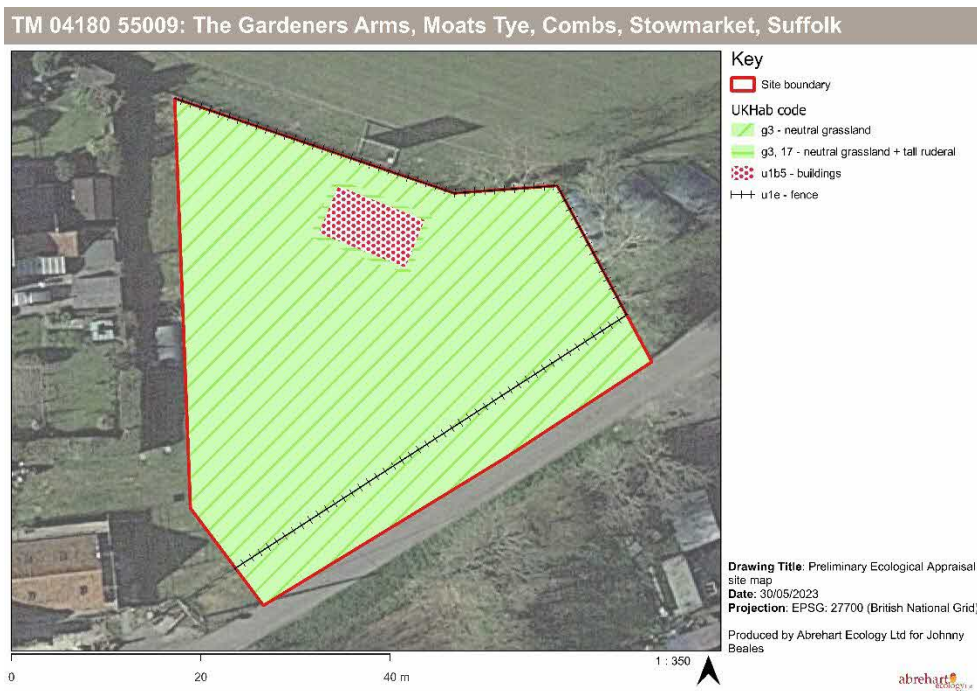 TM 04180 55009: The Gardeners Arms, Moats Tye, Combs, Stowmarket, Suffolk
Key
Site boundary
UKHab code
g3 - neutral grassland
g3, 17 - neutral grassland + tall ruderal
u1b5 - buildings
u1e - fence
Drawing Title: Preliminary Ecological Appraisal
site map
Date: 30/05/2023
Projection: EPSG: 27700 (British National Grid)
Produced by Abrehart Ecology Ltd for Johnny
Beales
1 : 350
0 20 40 m
abrehart
ecology